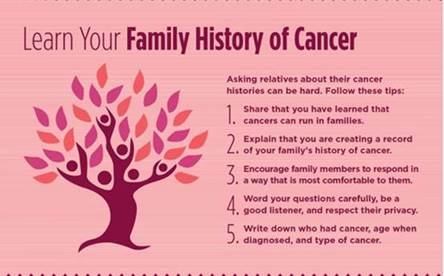 Learn Your Family History of Cancer
Asking relatives about their cancer
histories can be hard. Follow these tips:
1. Share that you have learned that
cancers can run in families.
2. Explain that you are creating a record
of your family's history of cancer.
3. Encourage family members to respond in
a way that is most comfortable to them.
4. Word your questions carefully, be a
good listener, and respect their privacy.
5. Write down who had cancer, age when
diagnosed, and type of cancer.